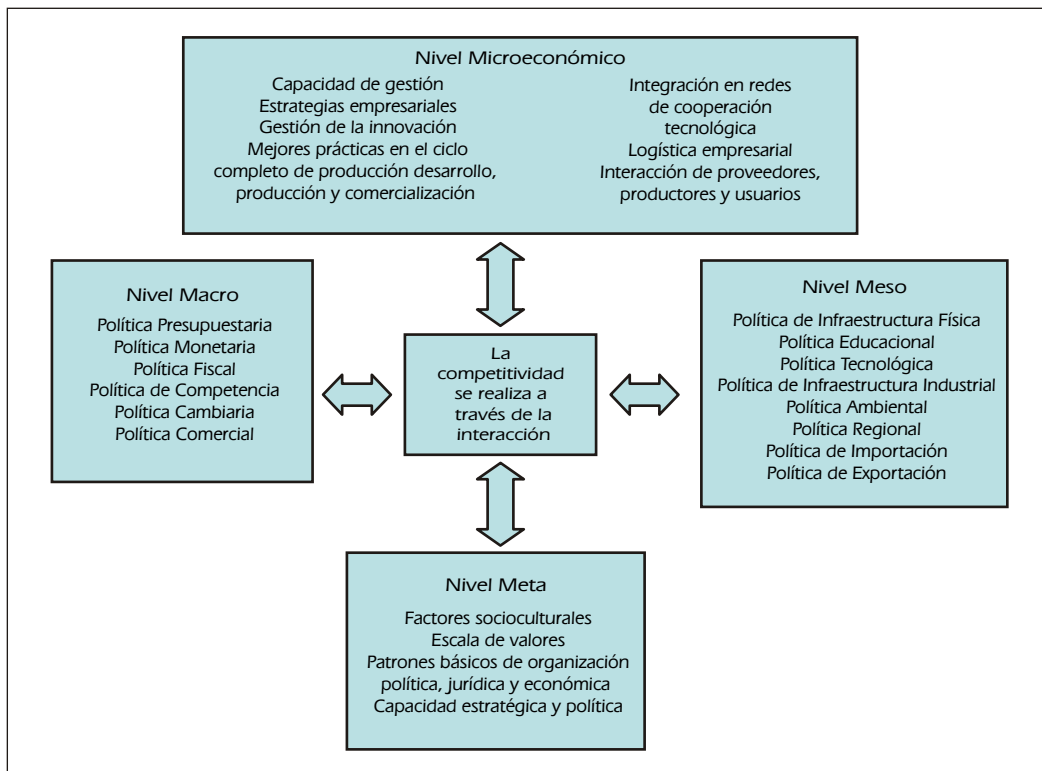 Nivel Microeconómico
Capacidad de gestión
Estrategias empresariales
Gestión de la innovación
Mejores prácticas en el ciclo
completo de producción desarrollo,
producción y comercialización
Integración en redes
de cooperación
tecnológica
Logística empresarial
Interacción de proveedores,
productores y usuarios
Nivel Macro
Política Presupuestaria
Política Monetaria
Política Fiscal
Política de Competencia
Política Cambiaria
Política Comercial
La
competitividad
se realiza a
través de la
interacción
Nivel Meso
Política de Infraestructura Física
Política Educacional
Política Tecnológica
Política de Infraestructura Industrial
Política Ambiental
Política Regional
Política de Importación
Política de Exportación
Nivel Meta
Factores socioculturales
Escala de valores
Patrones básicos de organización
política, jurídica y económica
Capacidad estratégica y política